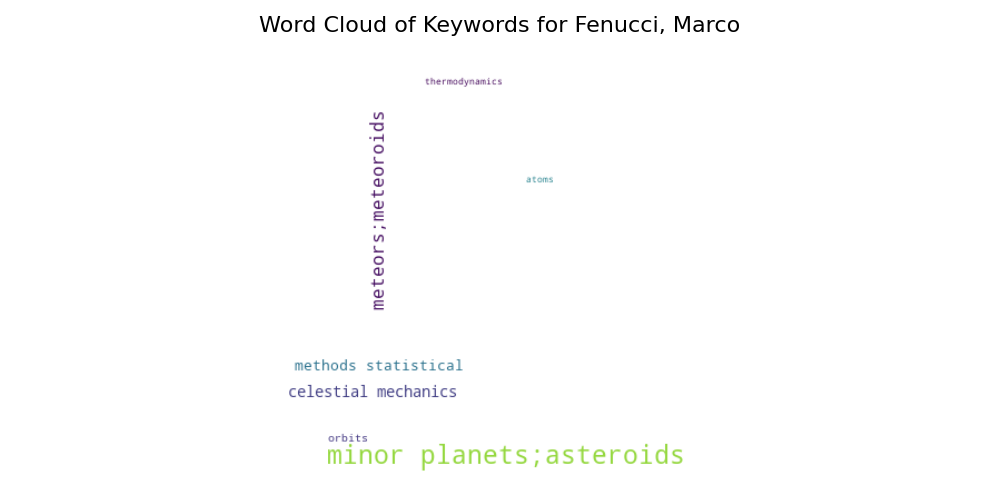 Word Cloud of Keywords for Fenucci, Marco
thermodynamics
meteors;meteoroids
atoms
methods statistical
celestial mechanics
orbits
minor planets;asteroids